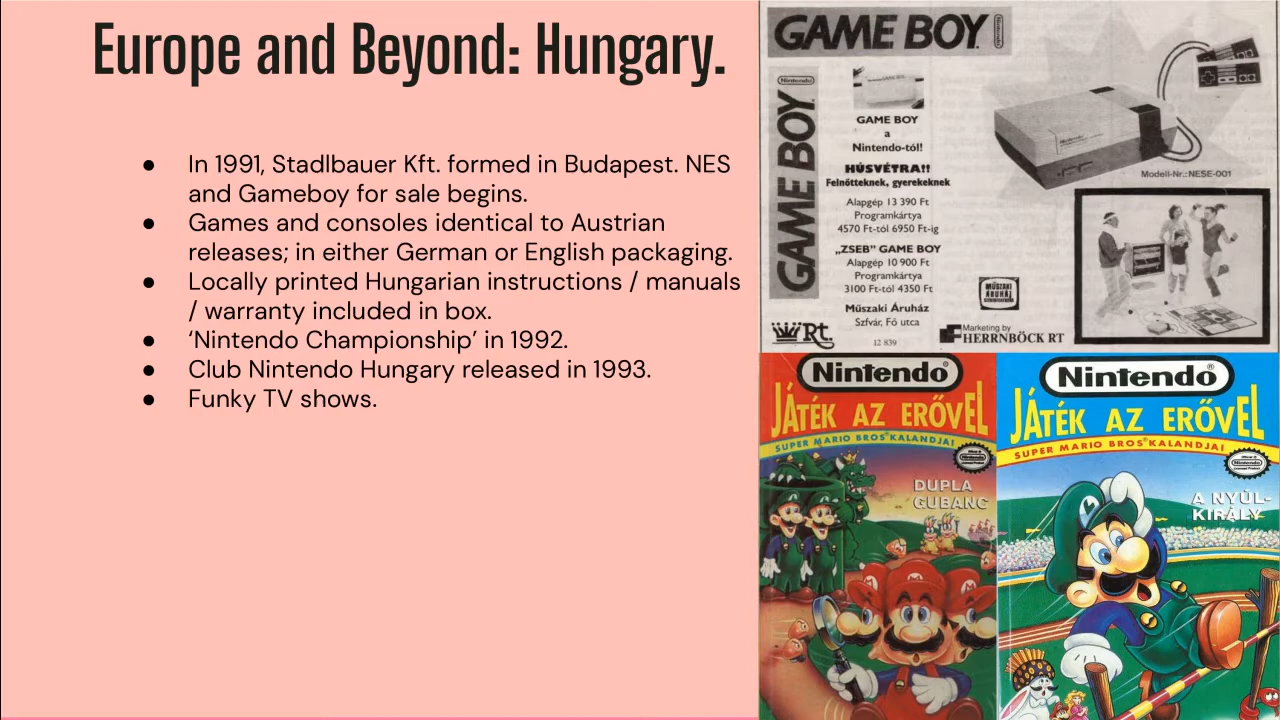 Europe and Beyond: Hungary.
● In 1991, Stadlbauer Kft. formed in Budapest. NES
and Gameboy for sale begins.
● Games and consoles identical to Austrian
releases; in either German or English packaging.
● Locally printed Hungarian instructions / manuals
/ warranty included in box.
● ‘Nintendo Championship’ in 1992.
● Club Nintendo Hungary released in 1993.
● Funky TV shows.
GAME BOY
Nintendo
Nintendo
GAME BOY
GAME BOY
a
Nintendo-tól!
HÚSVÉTRA!!
Felnőtteknek, gyerekeknek
Alapgép 13 390 Ft
Programkártya
4570 Ft-tól 6950 Ft-ig
„ZSEB” GAME BOY
Alapgép 10 900 Ft
Programkártya
3100 Ft-tól 4350 Ft
Műszaki Áruház
Szfvár, Fő utca
Rt.
12 839
Modell-Nr.: NESE-001
MŰSZAKI
ÁRUHÁZ
Marketing by
HERRNBÖCK RT
Nintendo®
JÁTÉK AZ ERŐVEL
SUPER MARIO BROS® KALANDJAI
DUPLA
GUBANC
Nintendo®
JÁTÉK AZ ERŐVEL
SUPER MARIO BROS® KALANDJAI
A NYÚL-
KIRÁLY